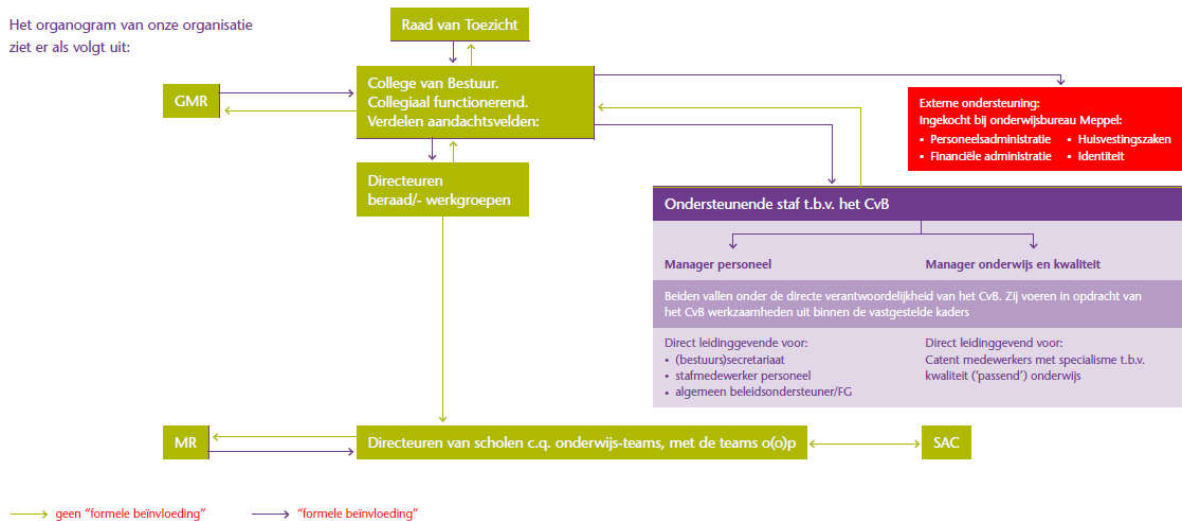 Het organogram van onze organisatie
ziet er als volgt uit:
Raad van Toezicht
GMR
College van Bestuur.
Collegiaal functionerend.
Verdelen aandachtsvelden:
Externe ondersteuning:
Ingekocht bij onderwijsbureau Meppel:
• Personeelsadministratie • Huisvestingszaken
• Financiële administratie • Identiteit
Directeuren
beraad/- werkgroepen
Ondersteunende staf t.b.v. het CvB
Manager personeel
Manager onderwijs en kwaliteit
Beiden vallen onder de directe verantwoordelijkheid van het CvB. Zij voeren in opdracht van
het CvB werkzaamheden uit binnen de vastgestelde kaders
Direct leidinggevende voor:
• (bestuurs)secretariaat
• stafmedewerker personeel
• algemeen beleidsondersteuner/FG
Direct leidinggevend voor:
Catent medewerkers met specialisme t.b.v.
kwaliteit ('passend') onderwijs
MR
Directeuren van scholen c.q. onderwijs-teams, met de teams o(o)p
SAC
geen "formele beïnvloeding"
"formele beïnvloeding"